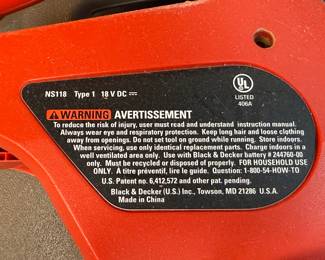 NS118 Type 1 18 V DC ⎓
UL
LISTED
406A
⚠WARNING AVERTISSEMENT
To reduce the risk of injury, user must read and understand instruction manual.
Always wear eye and respiratory protection. Keep long hair and loose clothing
away from openings. Do not set tool on ground while running. Store indoors.
When servicing, use only identical replacement parts. Charge indoors in a
well ventilated area only. Use with Black & Decker battery # 244760-00
only. Must be recycled or disposed of properly. FOR HOUSEHOLD USE
ONLY. A titre préventif, lire le guide. Question: 1-800-54-HOW-TO
U.S. Patent no. 6,412,572 and other pat. pending.
Black & Decker (U.S.) Inc., Towson, MD 21286 U.S.A.
Made in China